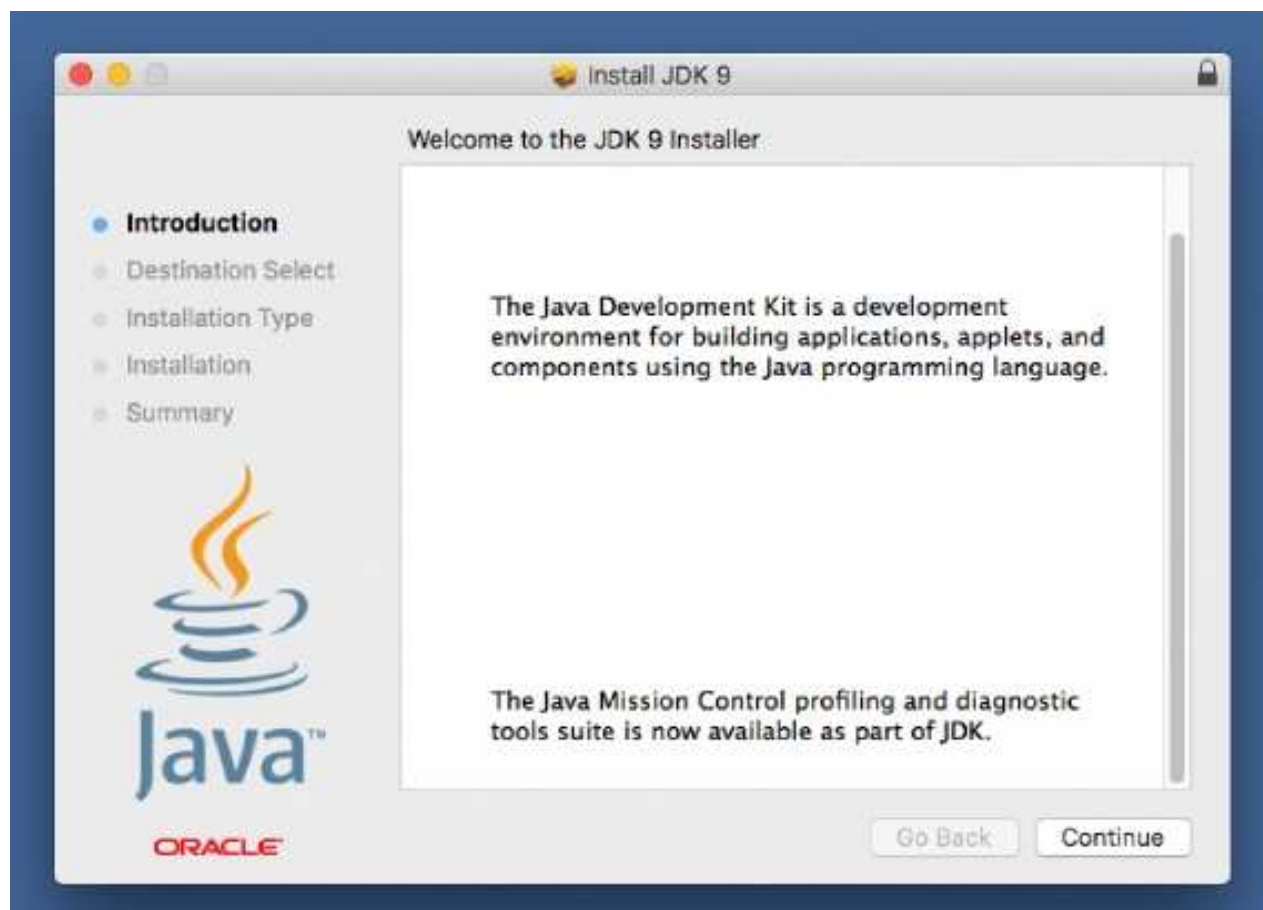 Install JDK 9
Welcome to the JDK 9 Installer
Introduction
Destination Select
Installation Type
Installation
Summary
The Java Development Kit is a development
environment for building applications, applets, and
components using the Java programming language.
The Java Mission Control profiling and diagnostic
tools suite is now available as part of JDK.
Java™
ORACLE
Go Back
Continue